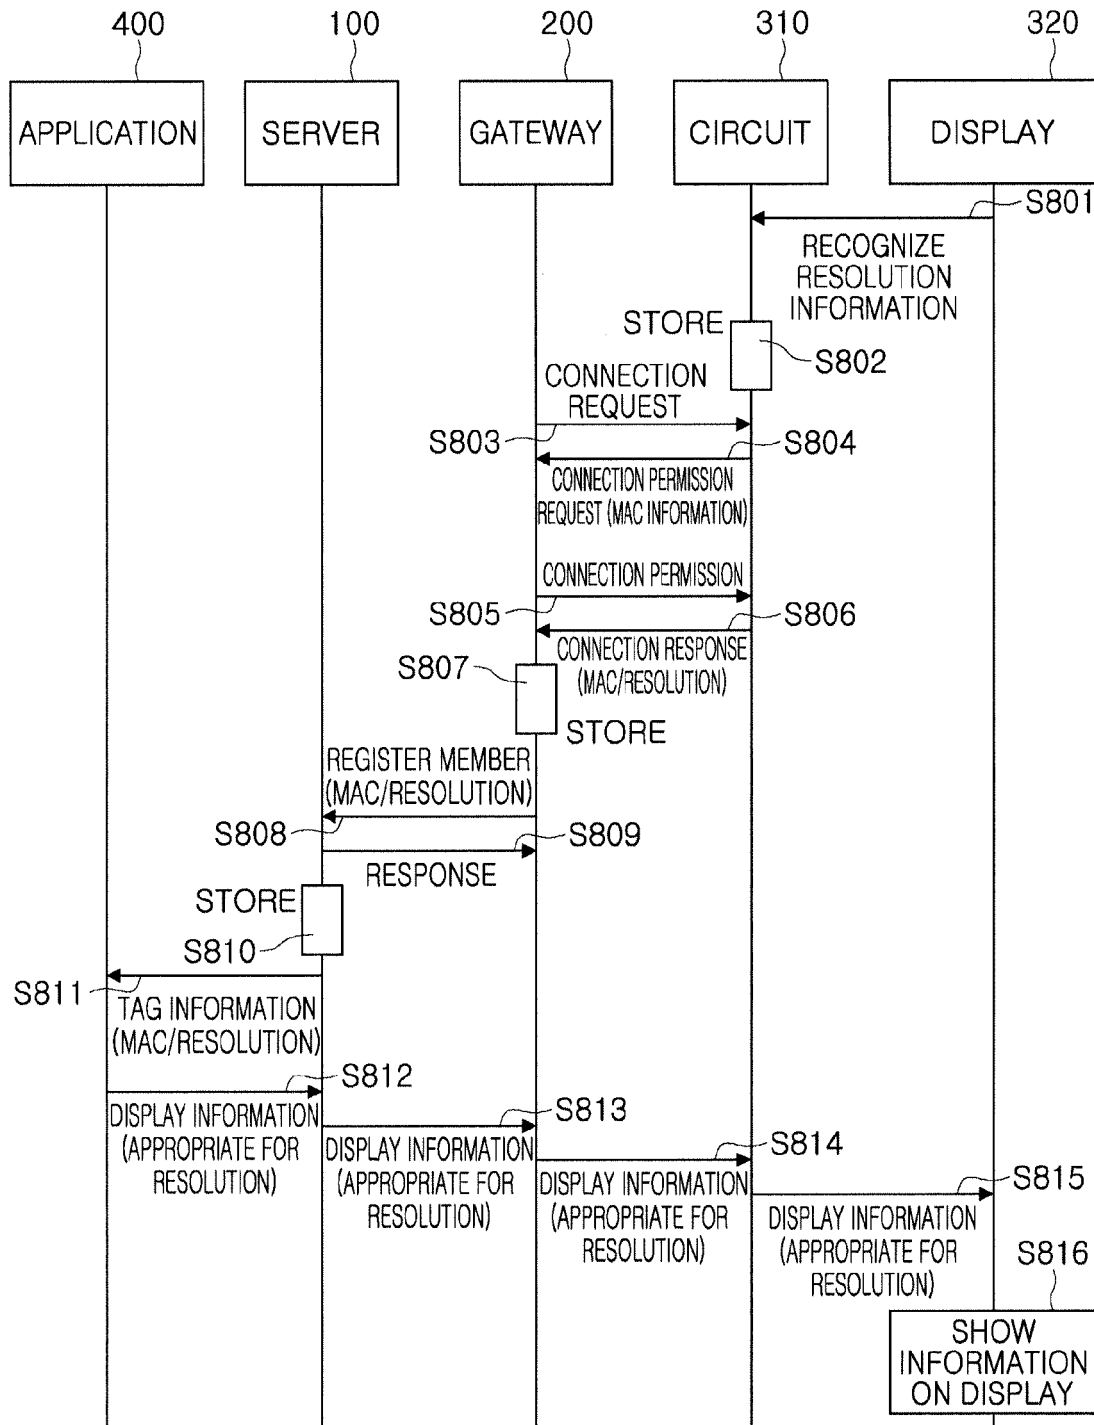 400
100
200
310
320
APPLICATION
SERVER
GATEWAY
CIRCUIT
DISPLAY
S801
RECOGNIZE
RESOLUTION
INFORMATION
STORE
S802
CONNECTION
REQUEST
S803
S804
CONNECTION PERMISSION
REQUEST (MAC INFORMATION)
CONNECTION PERMISSION
S805
S806
CONNECTION RESPONSE
(MAC/RESOLUTION)
S807
STORE
REGISTER MEMBER
(MAC/RESOLUTION)
S808
S809
RESPONSE
STORE
S810
S811
TAG INFORMATION
(MAC/RESOLUTION)
S812
DISPLAY INFORMATION
(APPROPRIATE FOR
RESOLUTION)
S813
DISPLAY INFORMATION
(APPROPRIATE FOR
RESOLUTION)
S814
DISPLAY INFORMATION
(APPROPRIATE FOR
RESOLUTION)
S815
DISPLAY INFORMATION
(APPROPRIATE FOR
RESOLUTION)
S816
SHOW
INFORMATION
ON DISPLAY